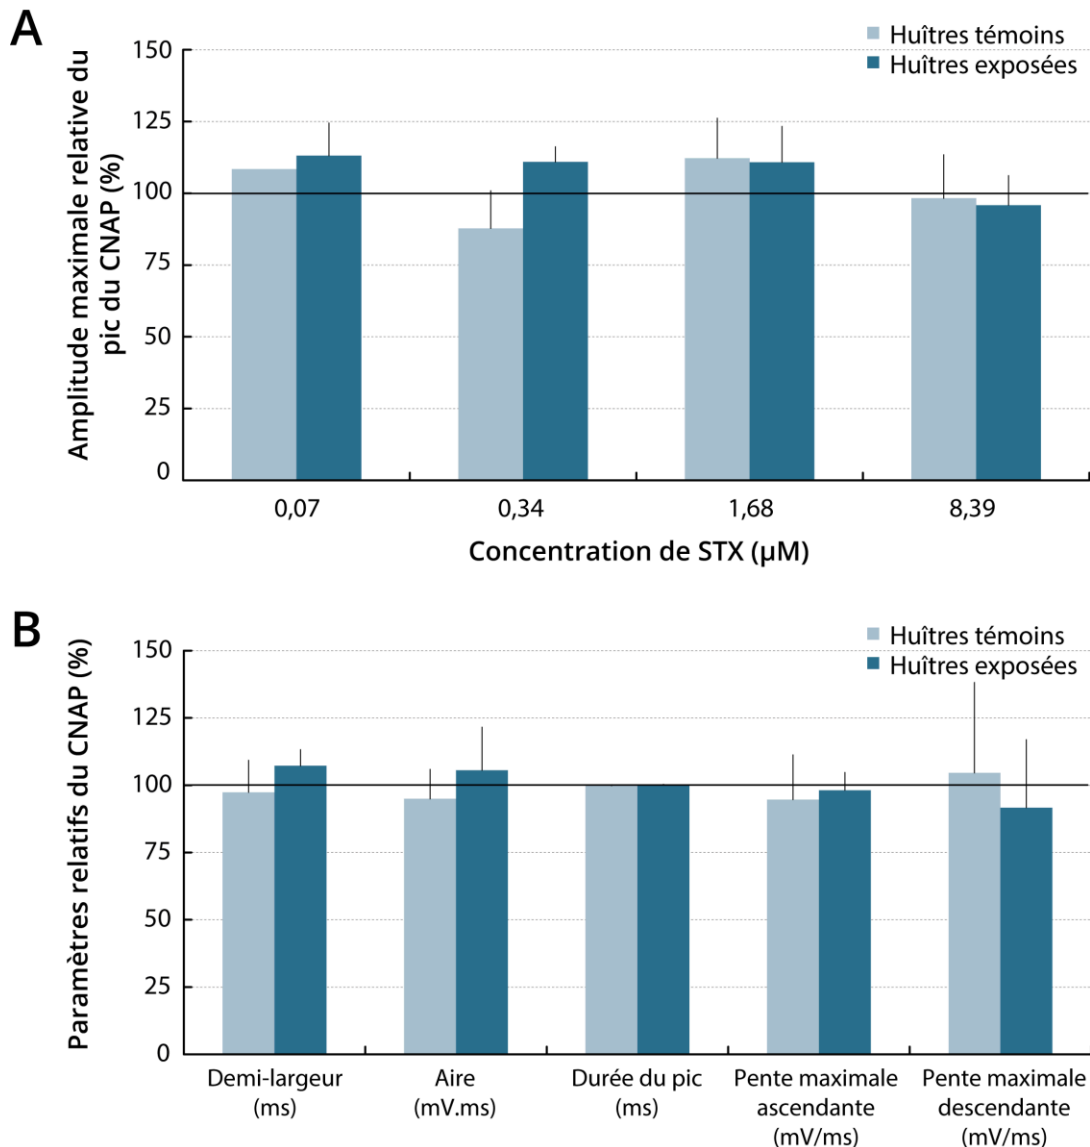 A
Huîtres témoins
Huîtres exposées
Amplitude maximale relative du
pic du CNAP (%)
150
125
100
75
50
25
0
0,07
0,34
1,68
8,39
Concentration de STX (µM)
B
Huîtres témoins
Huîtres exposées
Paramètres relatifs du CNAP (%)
150
125
100
75
50
25
0
Demi-largeur
(ms)
Aire
(mV.ms)
Durée du pic
(ms)
Pente maximale
ascendante
(mV/ms)
Pente maximale
descendante
(mV/ms)